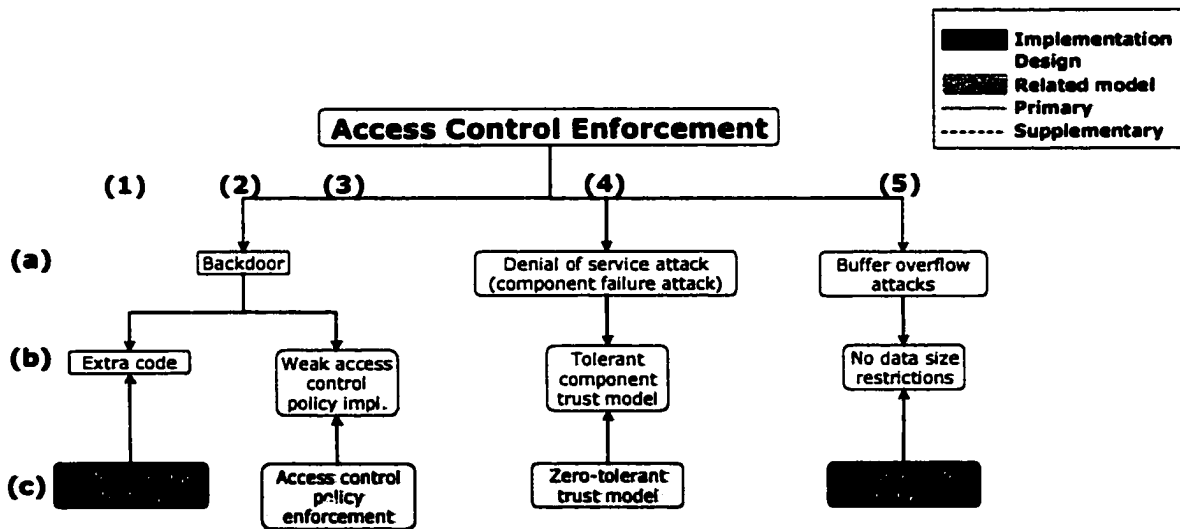 Implementation
Design
Related model
Primary
Supplementary
Access Control Enforcement
(1)
(2)
(3)
(4)
(5)
(a)
Backdoor
Denial of service attack
(component failure attack)
Buffer overflow
attacks
(b)
Extra code
Weak access
control
policy impl.
Tolerant
component
trust model
No data size
restrictions
(c)
Access control
policy
enforcement
Zero-tolerant
trust model